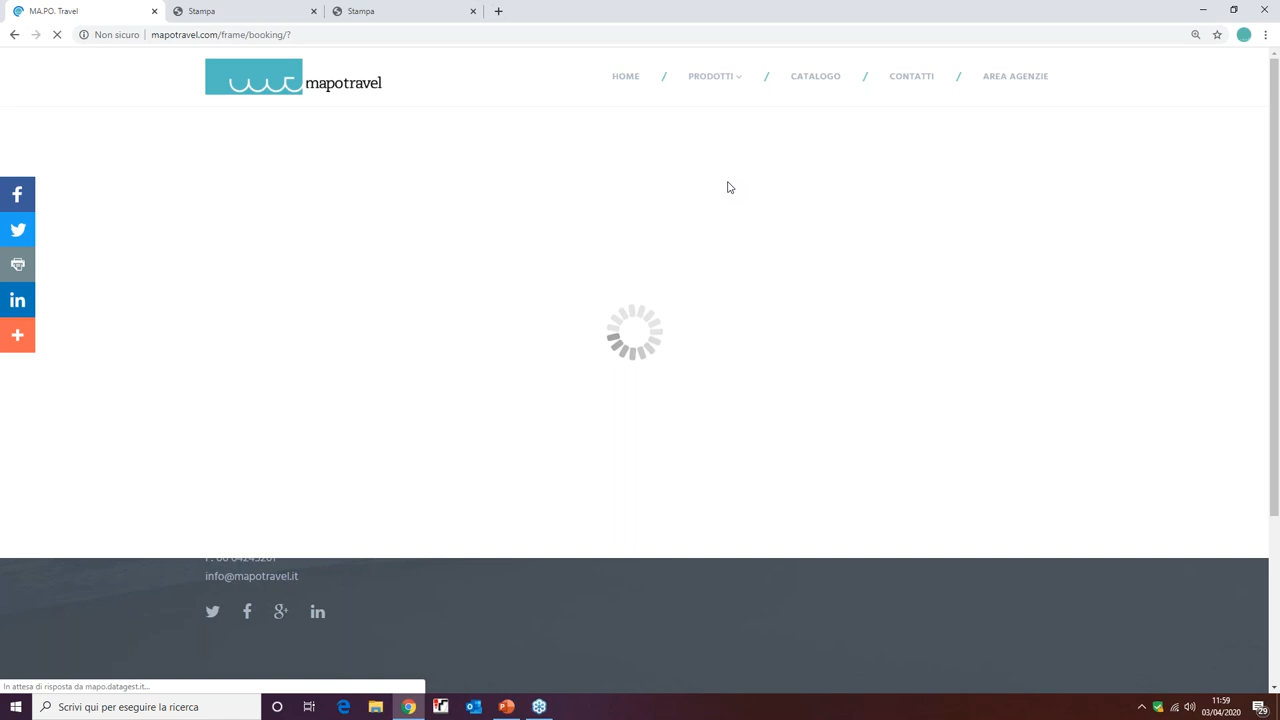 MA.PO. Travel
Stampa
Stampa
Non sicuro
mapotravel.com/frame/booking/?
mapotravel
HOME / PRODOTTI / CATALOGO / CONTATTI / AREA AGENZIE
info@mapotravel.it
In attesa di risposta da mapo.datagest.it...
Scrivi qui per eseguire la ricerca
11:59
03/04/2020
29